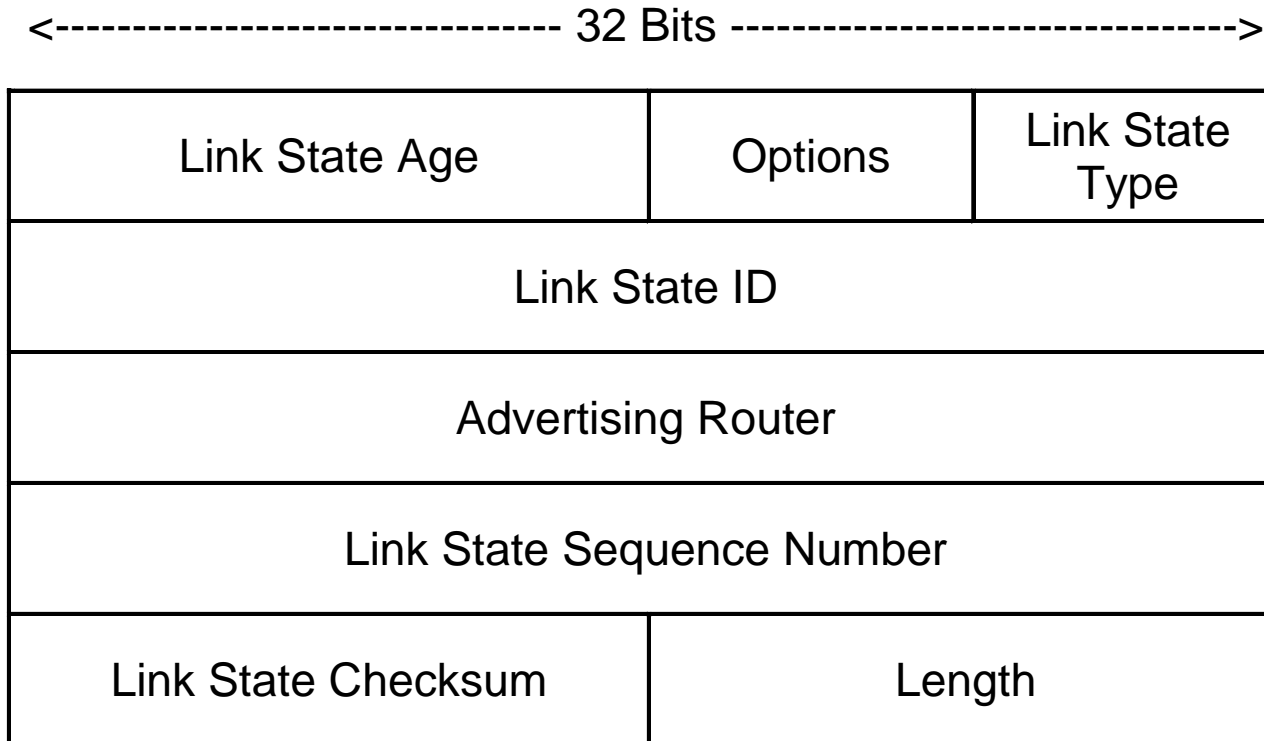 <--------------------------------- 32 Bits --------------------------------->
Link State Age
Options
Link State
Type
Link State ID
Advertising Router
Link State Sequence Number
Link State Checksum
Length